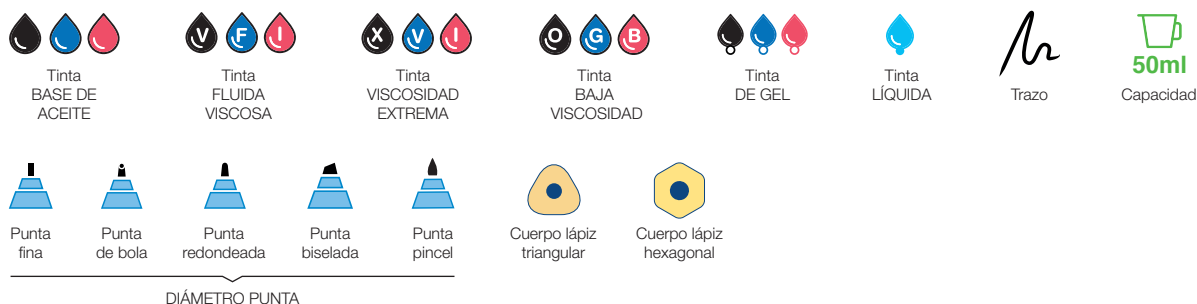 V F I
X V I
O G B
50ml
Tinta
BASE DE
ACEITE
Tinta
FLUIDA
VISCOSA
Tinta
VISCOSIDAD
EXTREMA
Tinta
BAJA
VISCOSIDAD
Tinta
DE GEL
Tinta
LÍQUIDA
Trazo
Capacidad
Punta
fina
Punta
de bola
Punta
redondeada
Punta
biselada
Punta
pincel
Cuerpo lápiz
triangular
Cuerpo lápiz
hexagonal
DIÁMETRO PUNTA